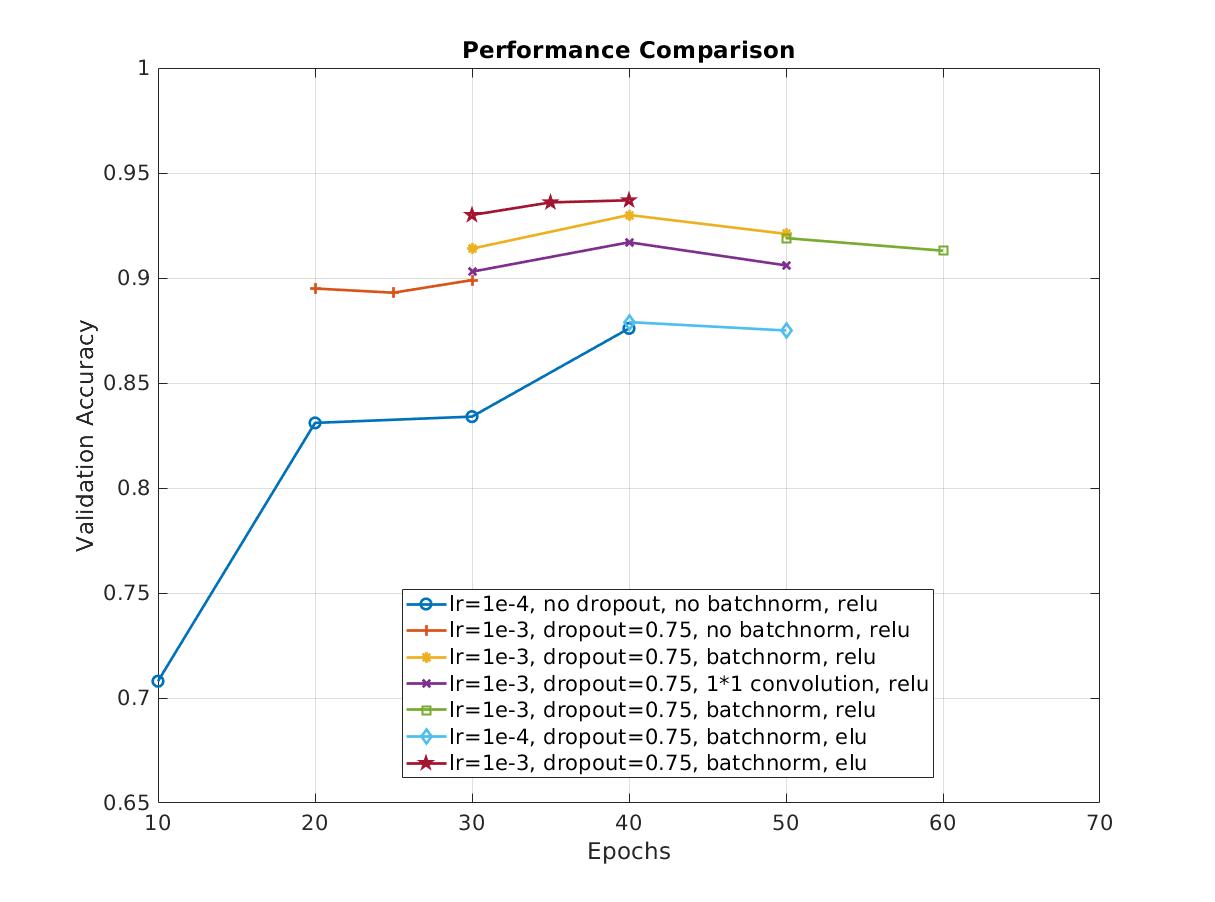 Performance Comparison
1
0.95
0.9
0.85
0.8
0.75
0.7
0.65
Validation Accuracy
lr=1e-4, no dropout, no batchnorm, relu
lr=1e-3, dropout=0.75, no batchnorm, relu
lr=1e-3, dropout=0.75, batchnorm, relu
lr=1e-3, dropout=0.75, 1*1 convolution, relu
lr=1e-3, dropout=0.75, batchnorm, relu
lr=1e-4, dropout=0.75, batchnorm, elu
lr=1e-3, dropout=0.75, batchnorm, elu
10 20 30 40 50 60 70
Epochs